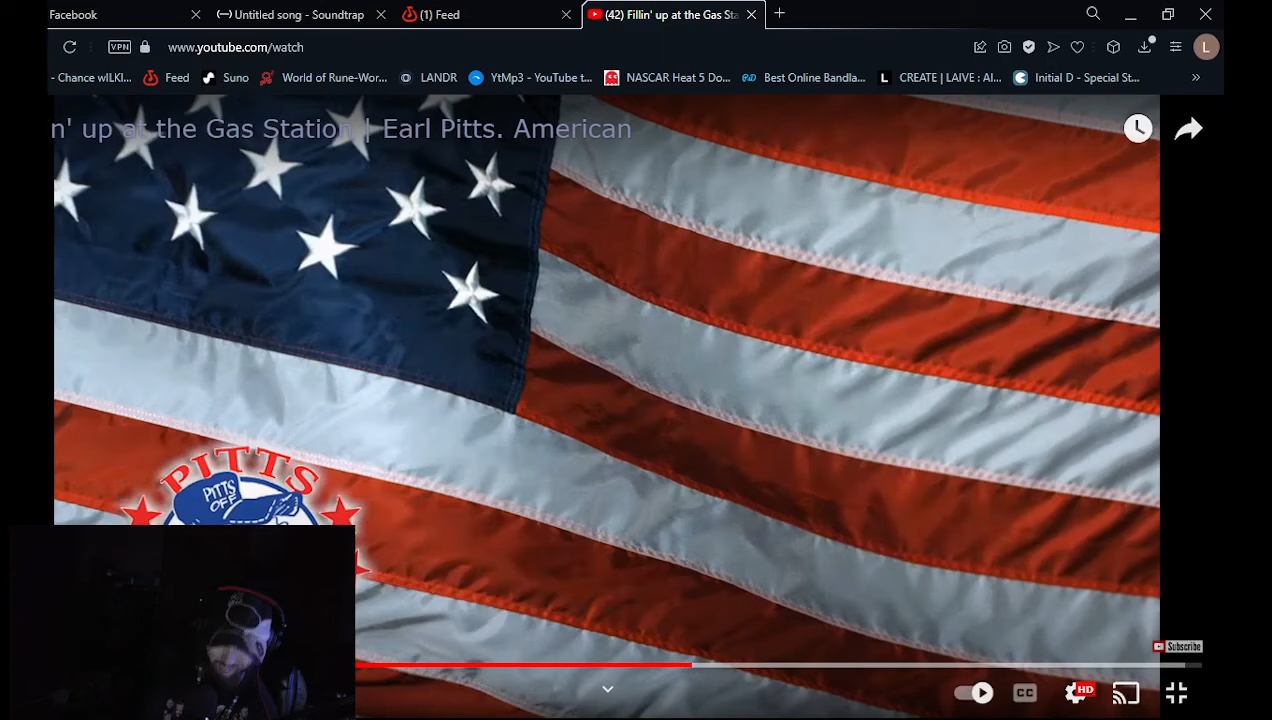 Facebook
Untitled song - Soundtrap
(1) Feed
(42) Fillin' up at the Gas Sta
VPN
www.youtube.com/watch
L
- Chance wILKI...
Feed
Suno
World of Rune-Wor...
LANDR
YtMp3 - YouTube t...
NASCAR Heat 5 Do...
Best Online Bandla...
L CREATE | LAIVE : AI...
Initial D - Special St...
n' up at the Gas Station | Earl Pitts. American
PITTS
PITTS
OFF
Subscribe
CC
HD